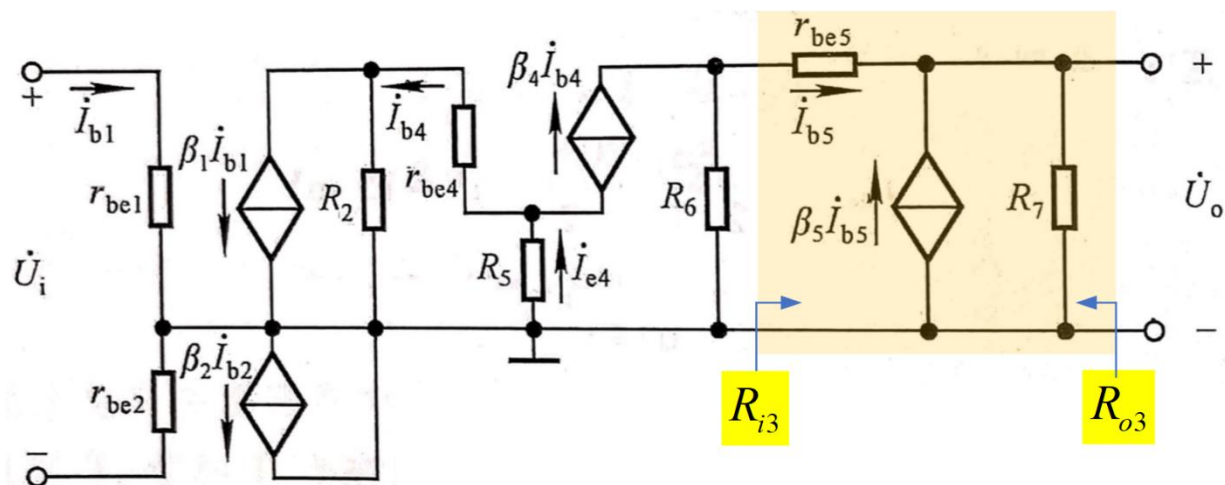 +
U̇i
−
İb1
rbe1
rbe2
β1İb1
β2İb2
R2
İb4
rbe4
R5
İe4
β4İb4
R6
rbe5
İb5
β5İb5
R7
+
U̇o
−
Ri3
Ro3